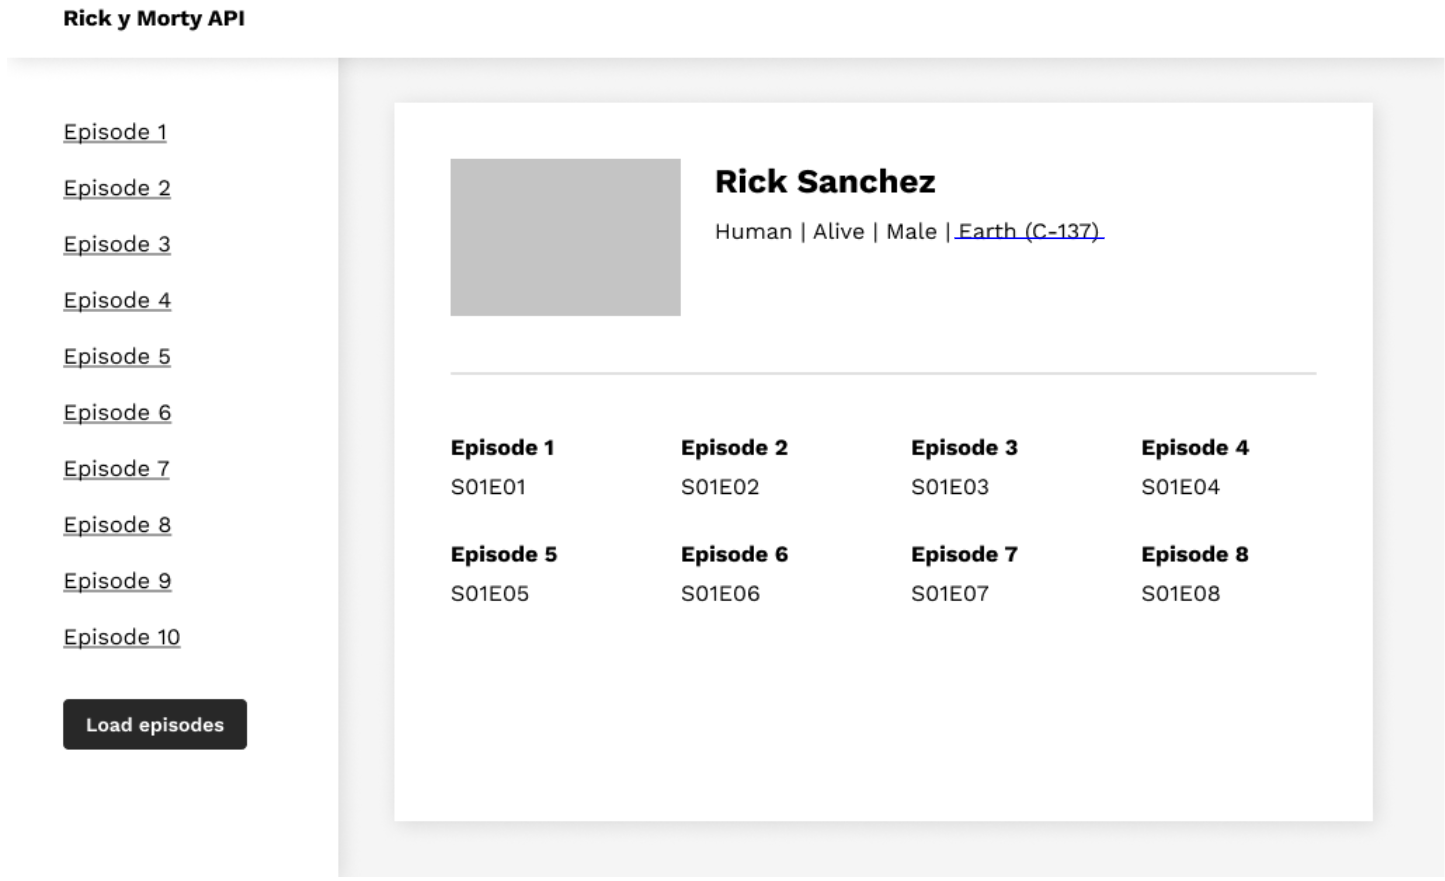 Rick y Morty API
Episode 1
Episode 2
Episode 3
Episode 4
Episode 5
Episode 6
Episode 7
Episode 8
Episode 9
Episode 10
Load episodes
Rick Sanchez
Human | Alive | Male | Earth (C-137)
Episode 1 Episode 2 Episode 3 Episode 4
S01E01 S01E02 S01E03 S01E04
Episode 5 Episode 6 Episode 7 Episode 8
S01E05 S01E06 S01E07 S01E08